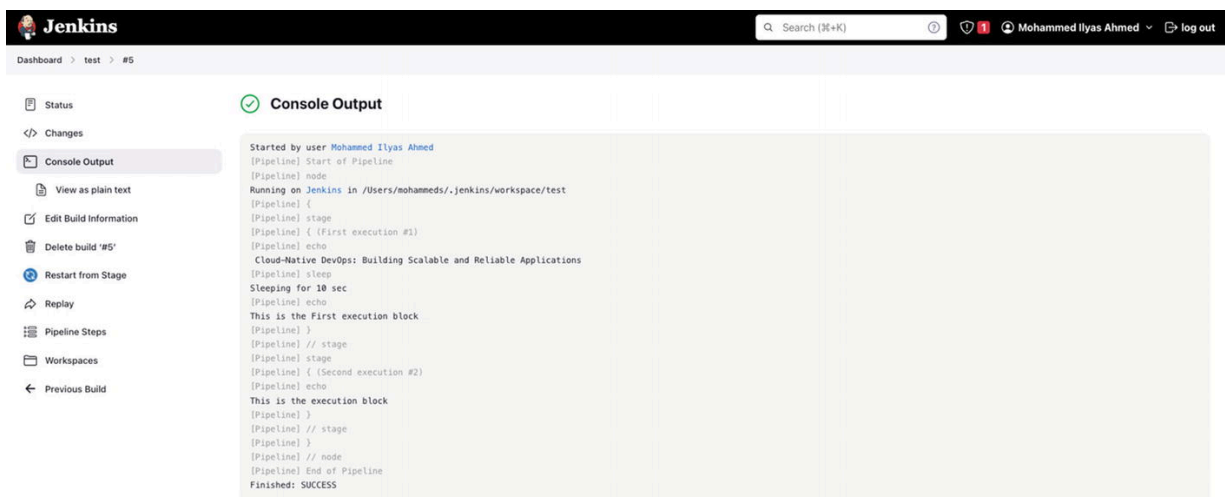 Jenkins
Search (⌘+K)
1
Mohammed Ilyas Ahmed
log out
Dashboard > test > #5
Status
Changes
Console Output
View as plain text
Edit Build Information
Delete build '#5'
Restart from Stage
Replay
Pipeline Steps
Workspaces
Previous Build
Console Output
Started by user Mohammed Ilyas Ahmed
[Pipeline] Start of Pipeline
[Pipeline] node
Running on Jenkins in /Users/mohammeds/.jenkins/workspace/test
[Pipeline] {
[Pipeline] stage
[Pipeline] { (First execution #1)
[Pipeline] echo
Cloud-Native DevOps: Building Scalable and Reliable Applications
[Pipeline] sleep
Sleeping for 10 sec
[Pipeline] echo
This is the First execution block
[Pipeline] }
[Pipeline] // stage
[Pipeline] stage
[Pipeline] { (Second execution #2)
[Pipeline] echo
This is the execution block
[Pipeline] }
[Pipeline] // stage
[Pipeline] }
[Pipeline] // node
[Pipeline] End of Pipeline
Finished: SUCCESS